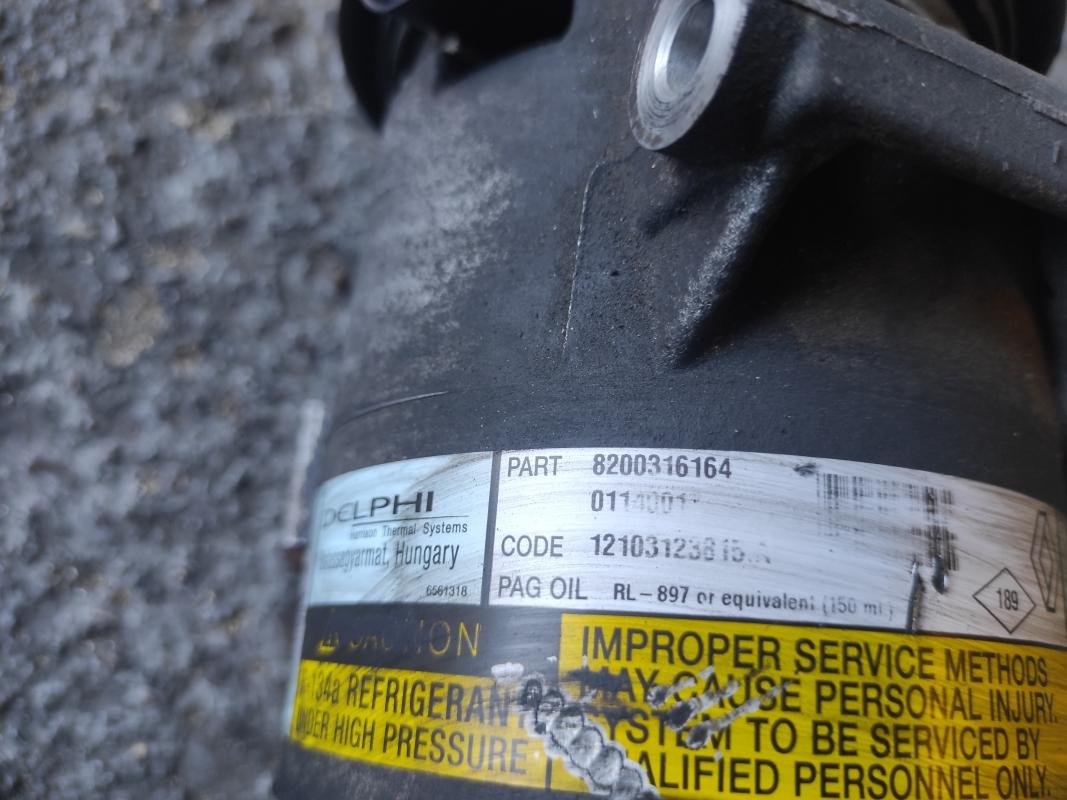 DELPHI
Harrison Thermal Systems
Hungary
6561318
PART 8200316164
CODE
PAG OIL RL-897 or equivalent (150 ml)
189
CAUTION
R-134a REFRIGERANT
UNDER HIGH PRESSURE
IMPROPER SERVICE METHODS
MAY CAUSE PERSONAL INJURY.
SYSTEM TO BE SERVICED BY
QUALIFIED PERSONNEL ONLY.